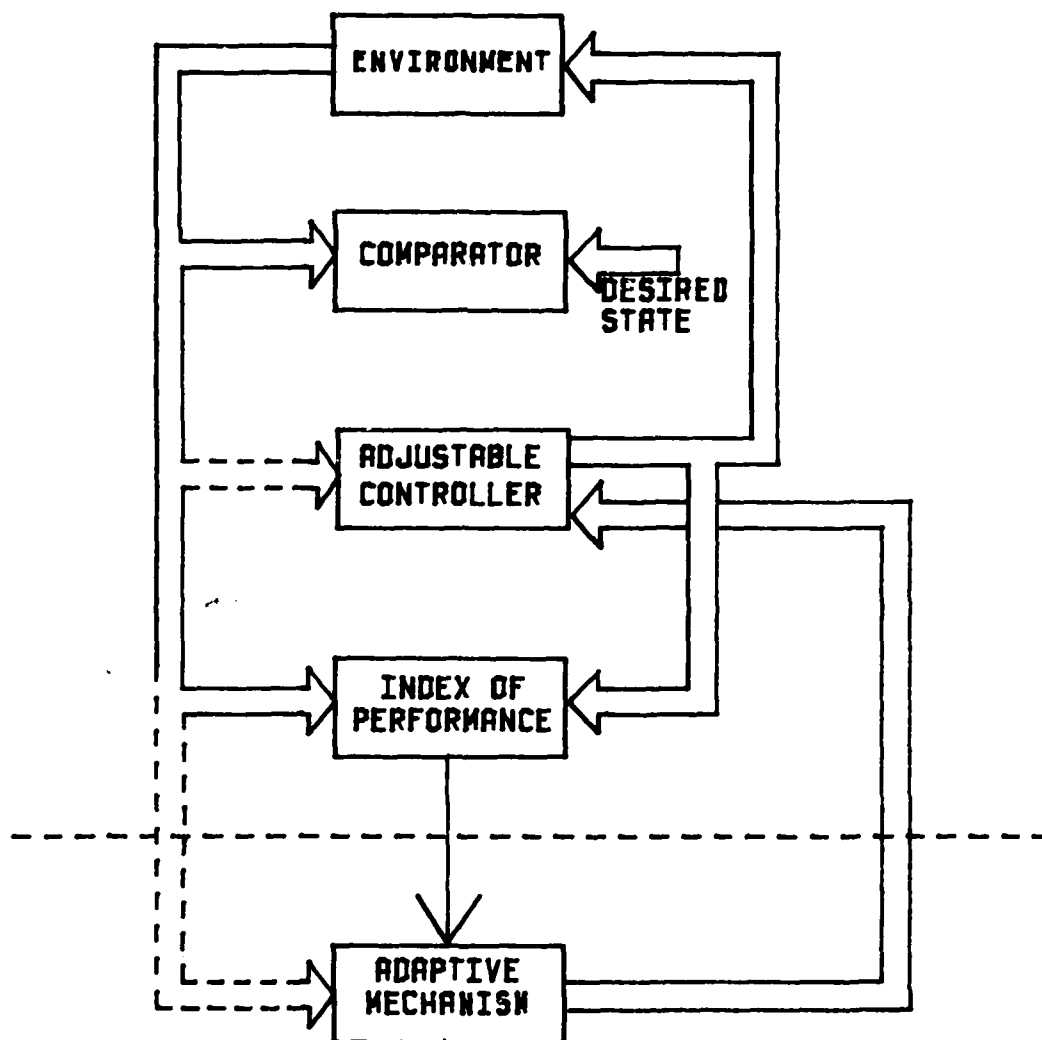 ENVIRONMENT
COMPARATOR
DESIRED
STATE
ADJUSTABLE
CONTROLLER
INDEX OF
PERFORMANCE
ADAPTIVE
MECHANISM